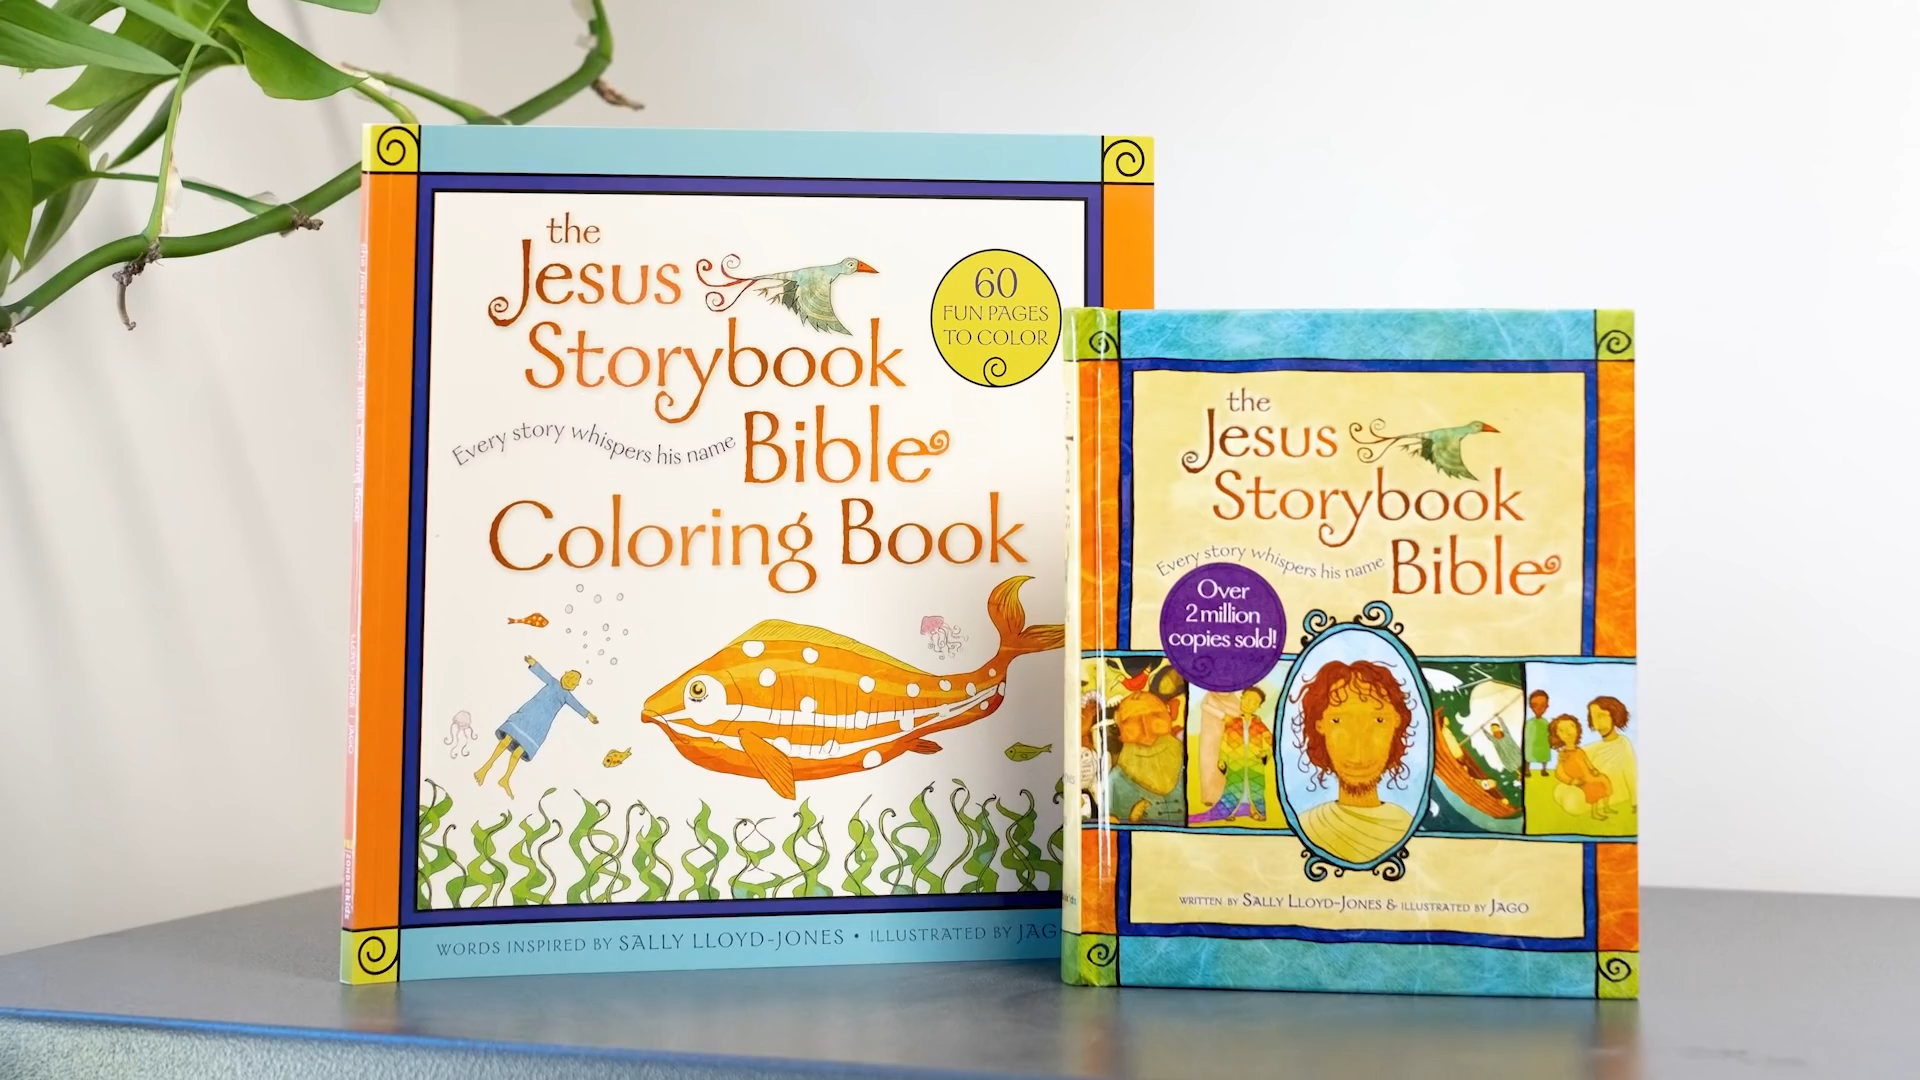 the
Jesus
Storybook
Every story whispers his name
Bible
Coloring Book
60
FUN PAGES
TO COLOR
WORDS INSPIRED BY SALLY LLOYD-JONES • ILLUSTRATED BY JAG
zonderkidz
the
Jesus
Storybook
Every story whispers his name
Bible
Over
2 million
copies sold!
WRITTEN BY SALLY LLOYD-JONES & ILLUSTRATED BY JAGO